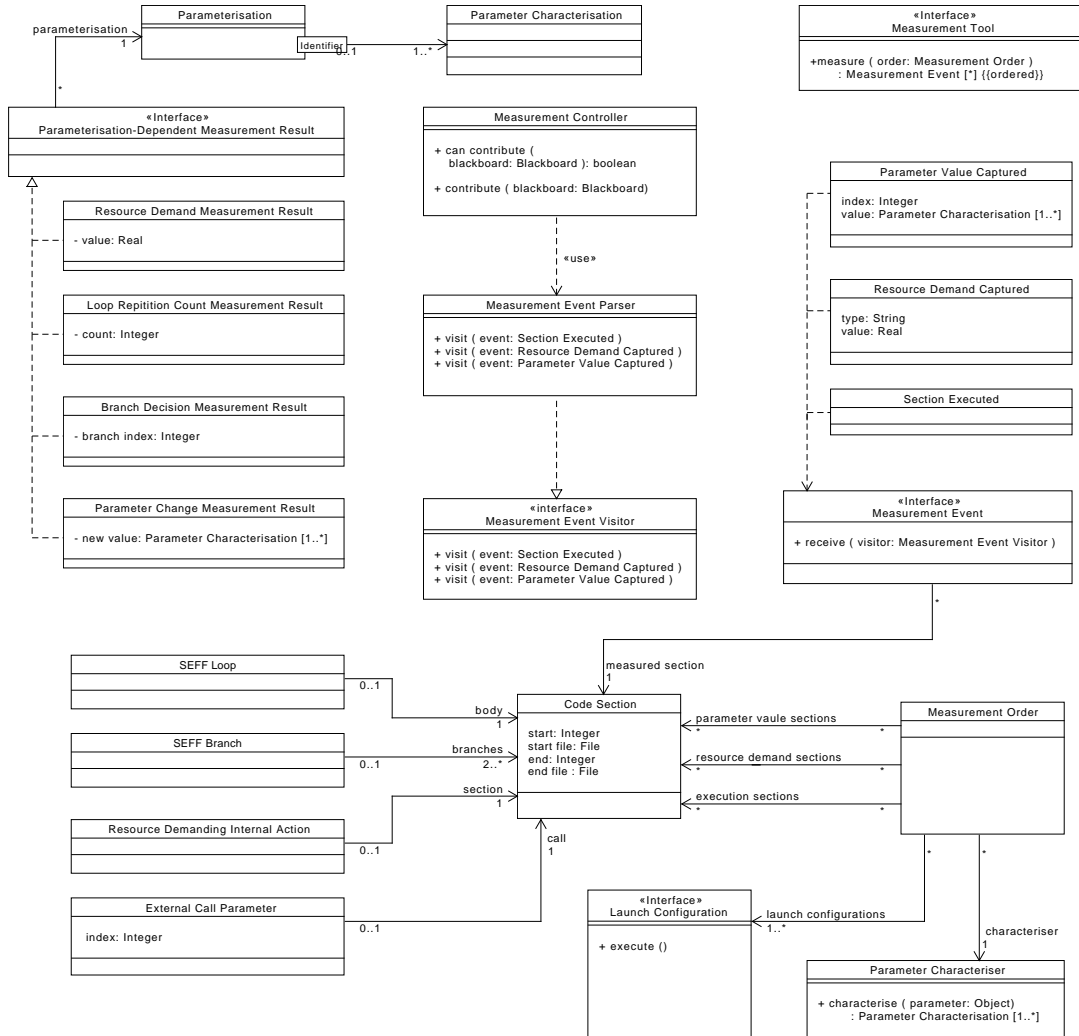 Parameterisation
parameterisation
1
*
Identifier
0..1
1..*
Parameter Characterisation
«Interface»
Measurement Tool
+measure ( order: Measurement Order )
: Measurement Event [*] {{ordered}}
«Interface»
Parameterisation-Dependent Measurement Result
Resource Demand Measurement Result
- value: Real
Loop Repitition Count Measurement Result
- count: Integer
Branch Decision Measurement Result
- branch index: Integer
Parameter Change Measurement Result
- new value: Parameter Characterisation [1..*]
Measurement Controller
+ can contribute (
blackboard: Blackboard ): boolean
+ contribute ( blackboard: Blackboard)
«use»
Measurement Event Parser
+ visit ( event: Section Executed )
+ visit ( event: Resource Demand Captured )
+ visit ( event: Parameter Value Captured )
«interface»
Measurement Event Visitor
+ visit ( event: Section Executed )
+ visit ( event: Resource Demand Captured )
+ visit ( event: Parameter Value Captured )
Parameter Value Captured
index: Integer
value: Parameter Characterisation [1..*]
Resource Demand Captured
type: String
value: Real
Section Executed
«Interface»
Measurement Event
+ receive ( visitor: Measurement Event Visitor )
*
measured section
1
SEFF Loop
0..1
body
1
SEFF Branch
0..1
branches
2..*
Resource Demanding Internal Action
0..1
section
1
External Call Parameter
index: Integer
0..1
call
1
Code Section
start: Integer
start file: File
end: Integer
end file : File
parameter vaule sections
*
*
resource demand sections
*
*
execution sections
*
*
Measurement Order
*
*
«Interface»
Launch Configuration
+ execute ()
launch configurations
1..*
characteriser
1
Parameter Characteriser
+ characterise ( parameter: Object)
: Parameter Characterisation [1..*]